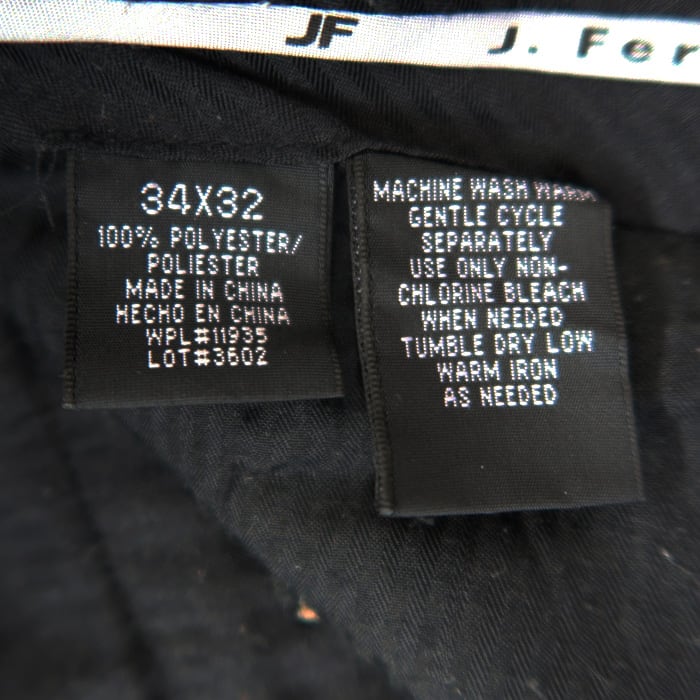 JF J. Fer
34X32
100% POLYESTER/
POLIESTER
MADE IN CHINA
HECHO EN CHINA
WPL#11935
LOT#3602
MACHINE WASH WARM
GENTLE CYCLE
SEPARATELY
USE ONLY NON-
CHLORINE BLEACH
WHEN NEEDED
TUMBLE DRY LOW
WARM IRON
AS NEEDED